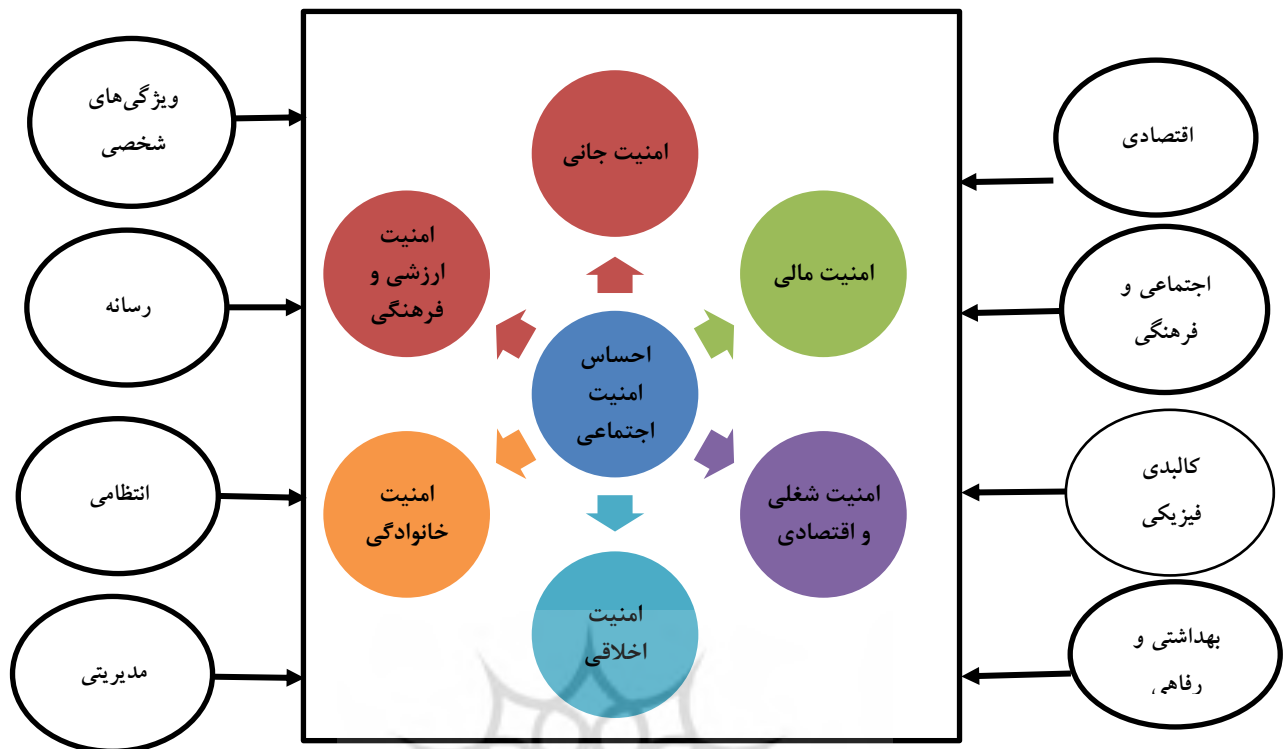 ویژگی‌های
شخصی
رسانه
انتظامی
مدیریتی
امنیت جانی
امنیت
ارزشی و
فرهنگی
امنیت مالی
احساس
امنیت
اجتماعی
امنیت
خانوادگی
امنیت شغلی
و اقتصادی
امنیت
اخلاقی
اقتصادی
اجتماعی و
فرهنگی
کالبدی
فیزیکی
بهداشتی و
رفاهی